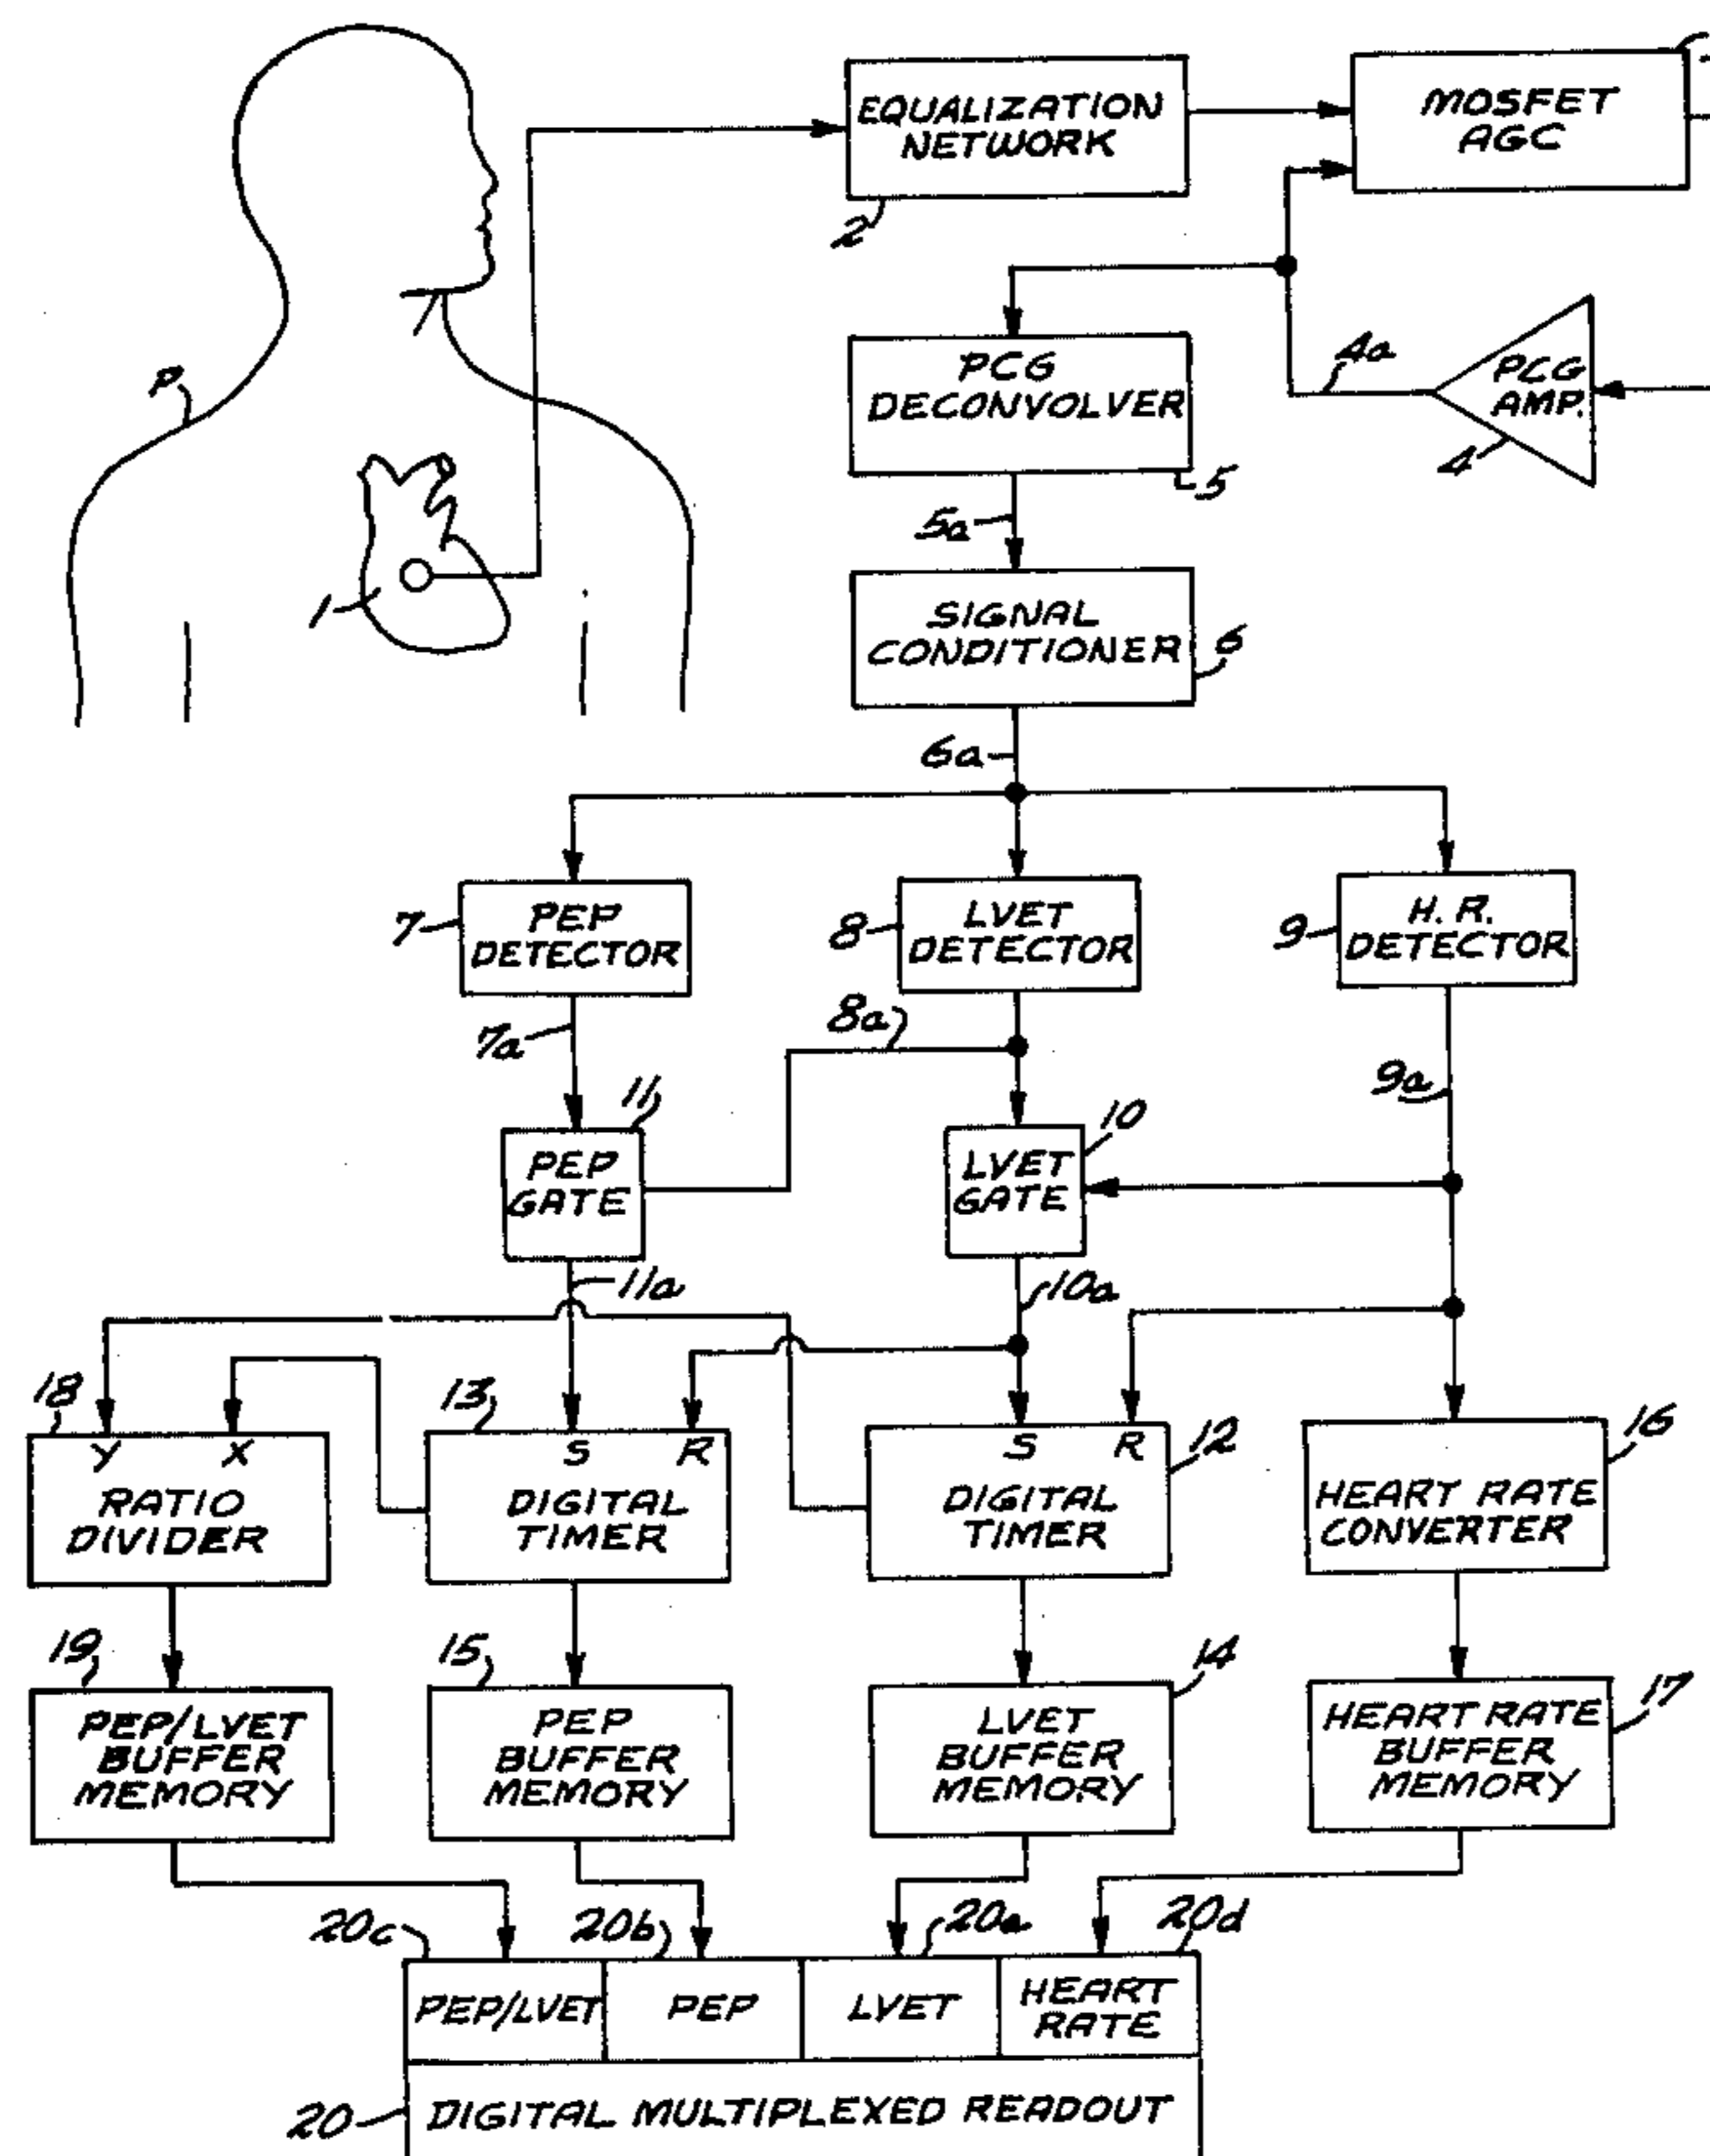 EQUALIZATION
NETWORK
2
MOSFET
AGC
P
1
PCG
DECONVOLVER
5
4a
PCG
AMP.
4
5a
SIGNAL
CONDITIONER
6
6a
7
PEP
DETECTOR
8
LVET
DETECTOR
9
H. R.
DETECTOR
7a
8a
9a
11
PEP
GATE
10
LVET
GATE
11a
10a
18
Y X
RATIO
DIVIDER
13
S R
DIGITAL
TIMER
12
S R
DIGITAL
TIMER
16
HEART RATE
CONVERTER
19
PEP/LVET
BUFFER
MEMORY
15
PEP
BUFFER
MEMORY
14
LVET
BUFFER
MEMORY
17
HEART RATE
BUFFER
MEMORY
20c
20b
20a
20d
PEP/LVET
PEP
LVET
HEART
RATE
20
DIGITAL MULTIPLEXED READOUT